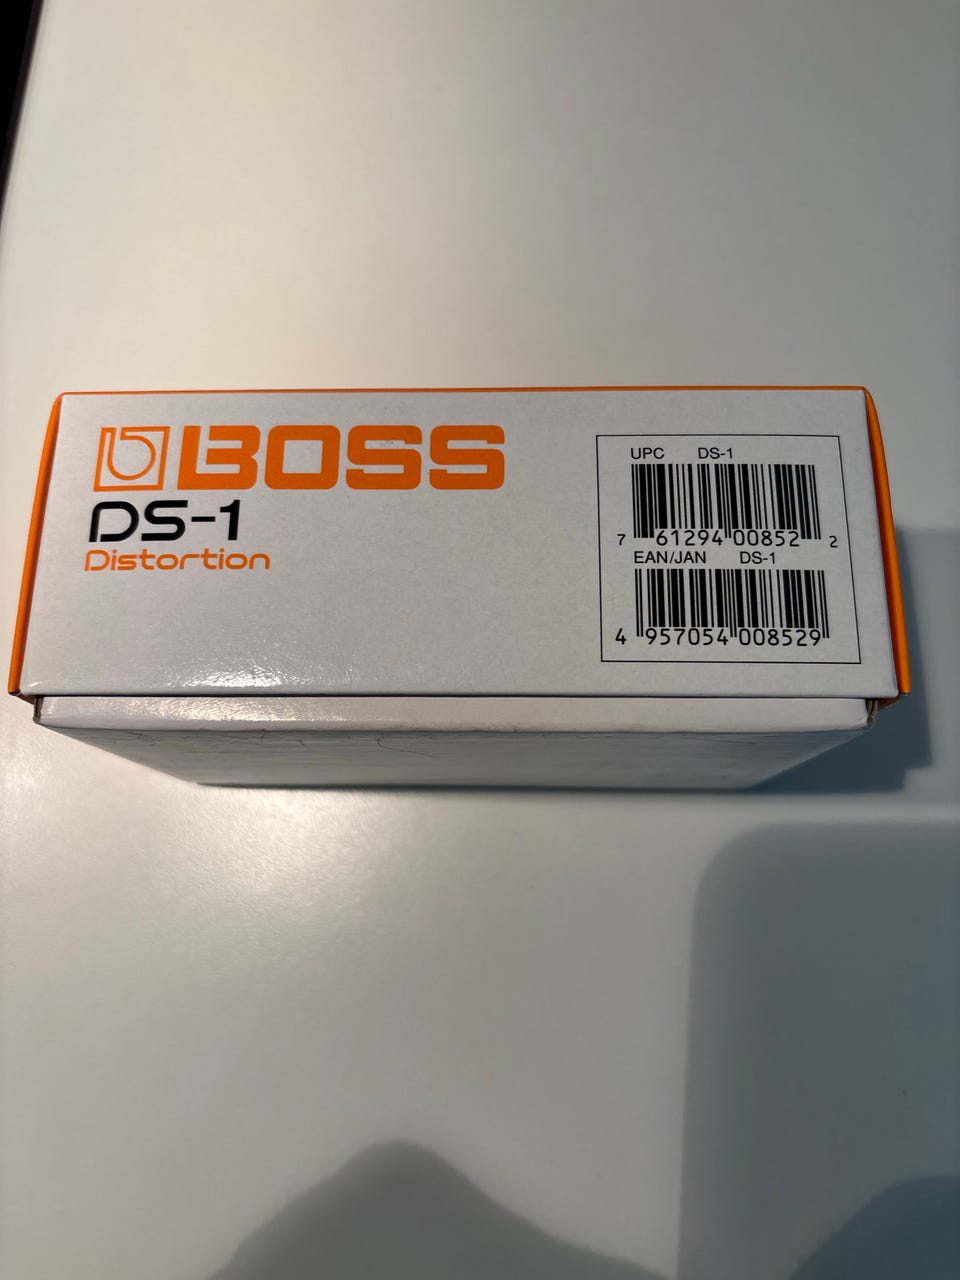 BOSS
DS-1
Distortion
UPC DS-1
7 61294 00852 2
EAN/JAN DS-1
4 957054 008529